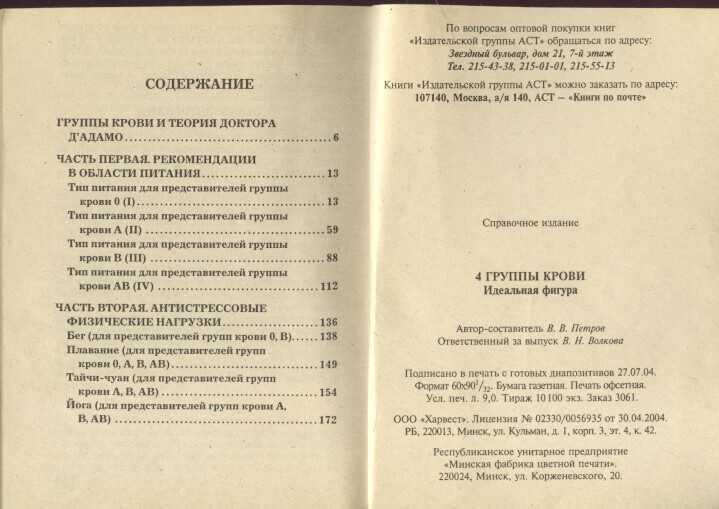 СОДЕРЖАНИЕ
ГРУППЫ КРОВИ И ТЕОРИЯ ДОКТОРА
Д'АДАМО........................................................6
ЧАСТЬ ПЕРВАЯ. РЕКОМЕНДАЦИИ
В ОБЛАСТИ ПИТАНИЯ............................13
Тип питания для представителей группы
крови 0 (I)..........................................13
Тип питания для представителей группы
крови А (II) ........................................59
Тип питания для представителей группы
крови В (III) .......................................88
Тип питания для представителей группы
крови АВ (IV) ....................................112
ЧАСТЬ ВТОРАЯ. АНТИСТРЕССОВЫЕ
ФИЗИЧЕСКИЕ НАГРУЗКИ......................136
Бег (для представителей групп крови 0, В)......138
Плавание (для представителей групп
крови 0, А, В, АВ)................................149
Тайчи-чуан (для представителей групп
крови А, В, АВ)...................................154
Йога (для представителей групп крови А,
В, АВ)..............................................172
По вопросам оптовой покупки книг
«Издательской группы АСТ» обращаться по адресу:
Звездный бульвар, дом 21, 7-й этаж
Тел. 215-43-38, 215-01-01, 215-55-13
Книги «Издательской группы АСТ» можно заказать по адресу:
107140, Москва, а/я 140, АСТ – «Книги по почте»
Справочное издание
4 ГРУППЫ КРОВИ
Идеальная фигура
Автор-составитель В. В. Петров
Ответственный за выпуск В. Н. Волкова
Подписано в печать с готовых диапозитивов 27.07.04.
Формат 60х90¹/₃₂. Бумага газетная. Печать офсетная.
Усл. печ. л. 9,0. Тираж 10 100 экз. Заказ 3061.
ООО «Харвест». Лицензия № 02330/0056935 от 30.04.2004.
РБ, 220013, Минск, ул. Кульман, д. 1, корп. 3, эт. 4, к. 42.
Республиканское унитарное предприятие
«Минская фабрика цветной печати».
220024, Минск, ул. Корженевского, 20.